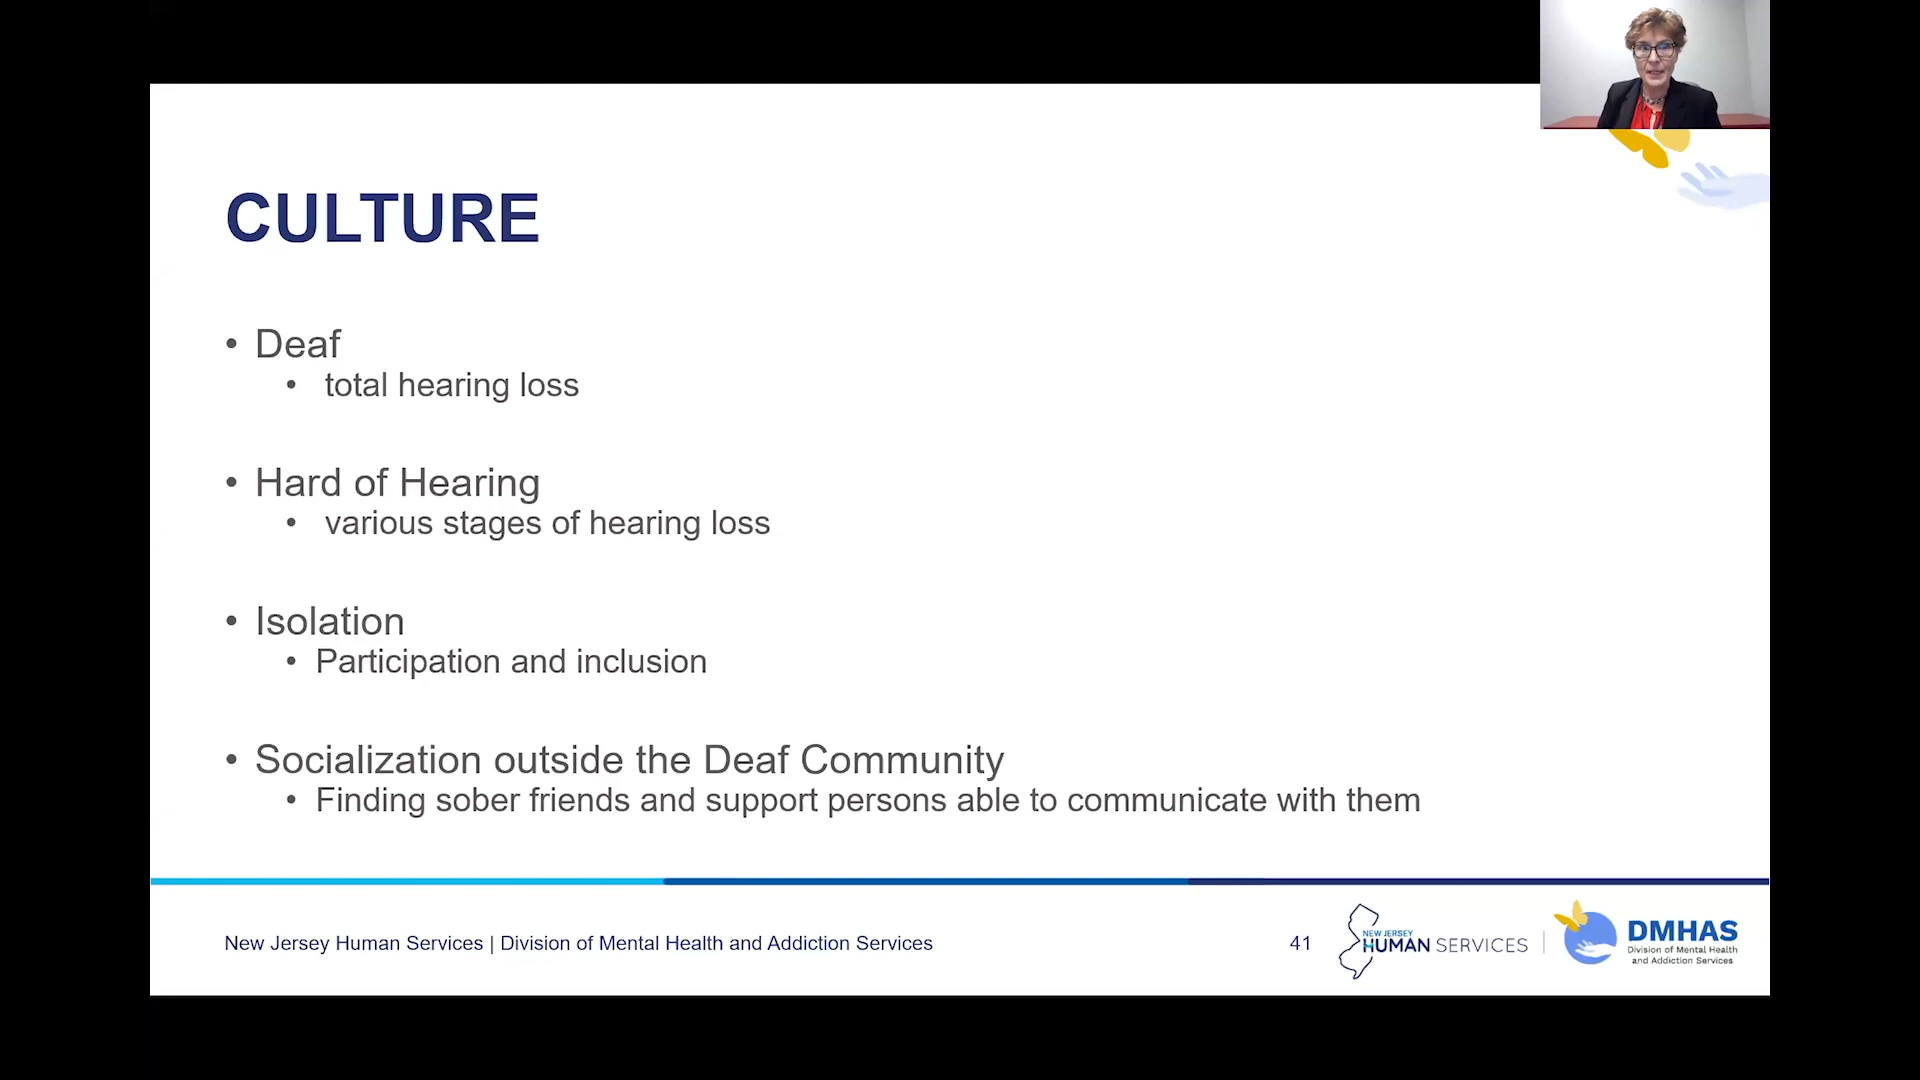 CULTURE
• Deaf
• total hearing loss
• Hard of Hearing
• various stages of hearing loss
• Isolation
• Participation and inclusion
• Socialization outside the Deaf Community
• Finding sober friends and support persons able to communicate with them
New Jersey Human Services | Division of Mental Health and Addiction Services
41
NEW JERSEY
HUMAN SERVICES
DMHAS
Division of Mental Health
and Addiction Services